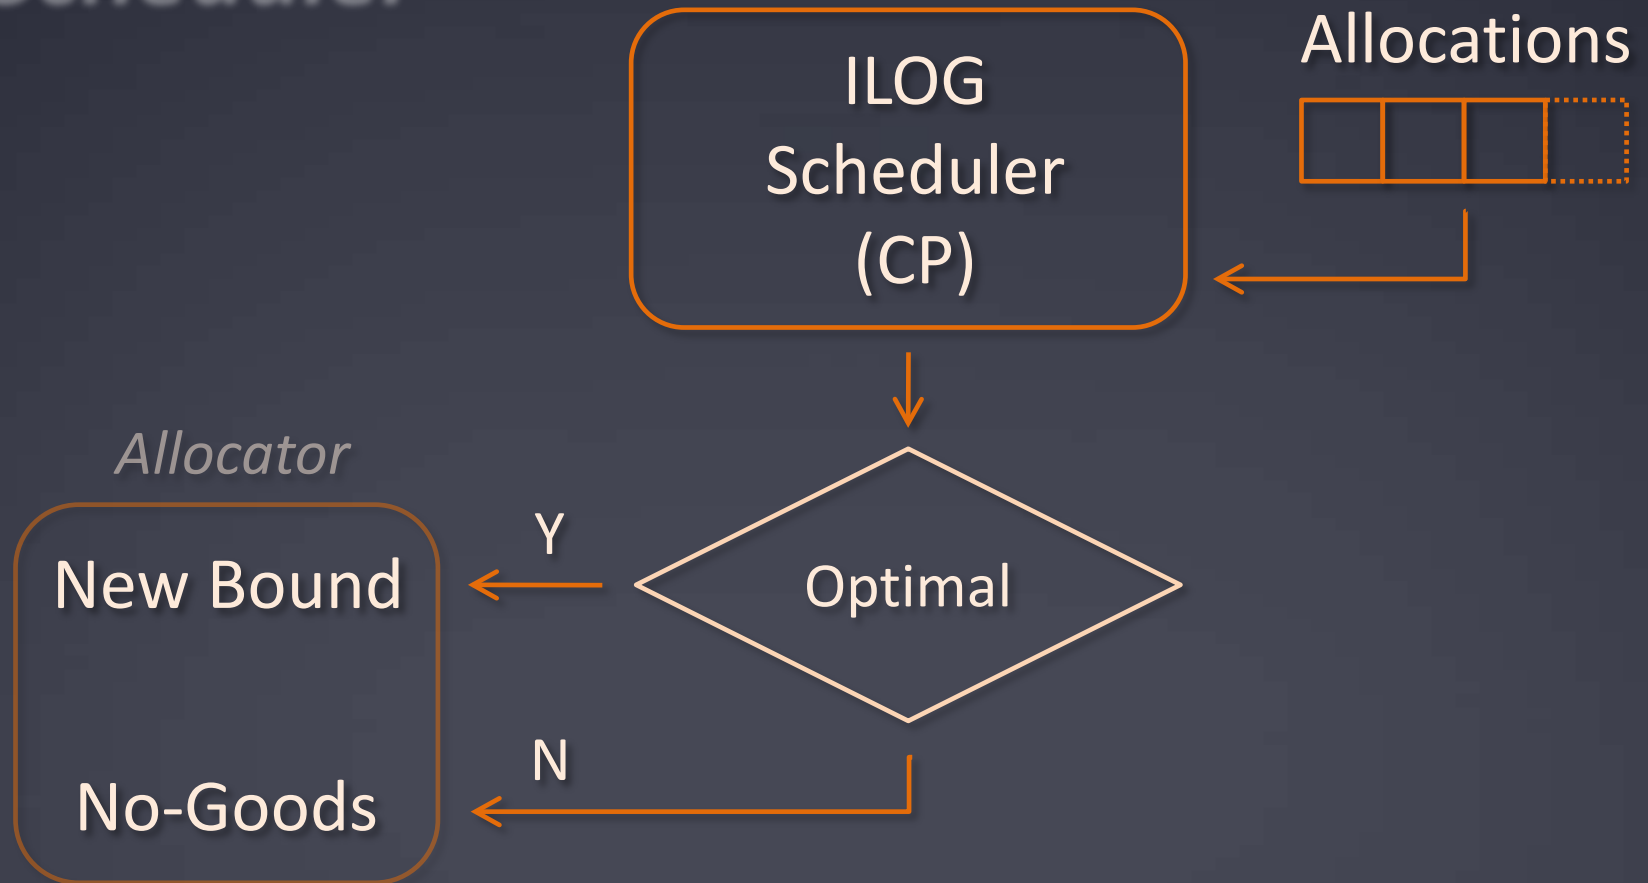 Allocations
ILOG
Scheduler
(CP)
Allocator
Y
New Bound
Optimal
N
No-Goods